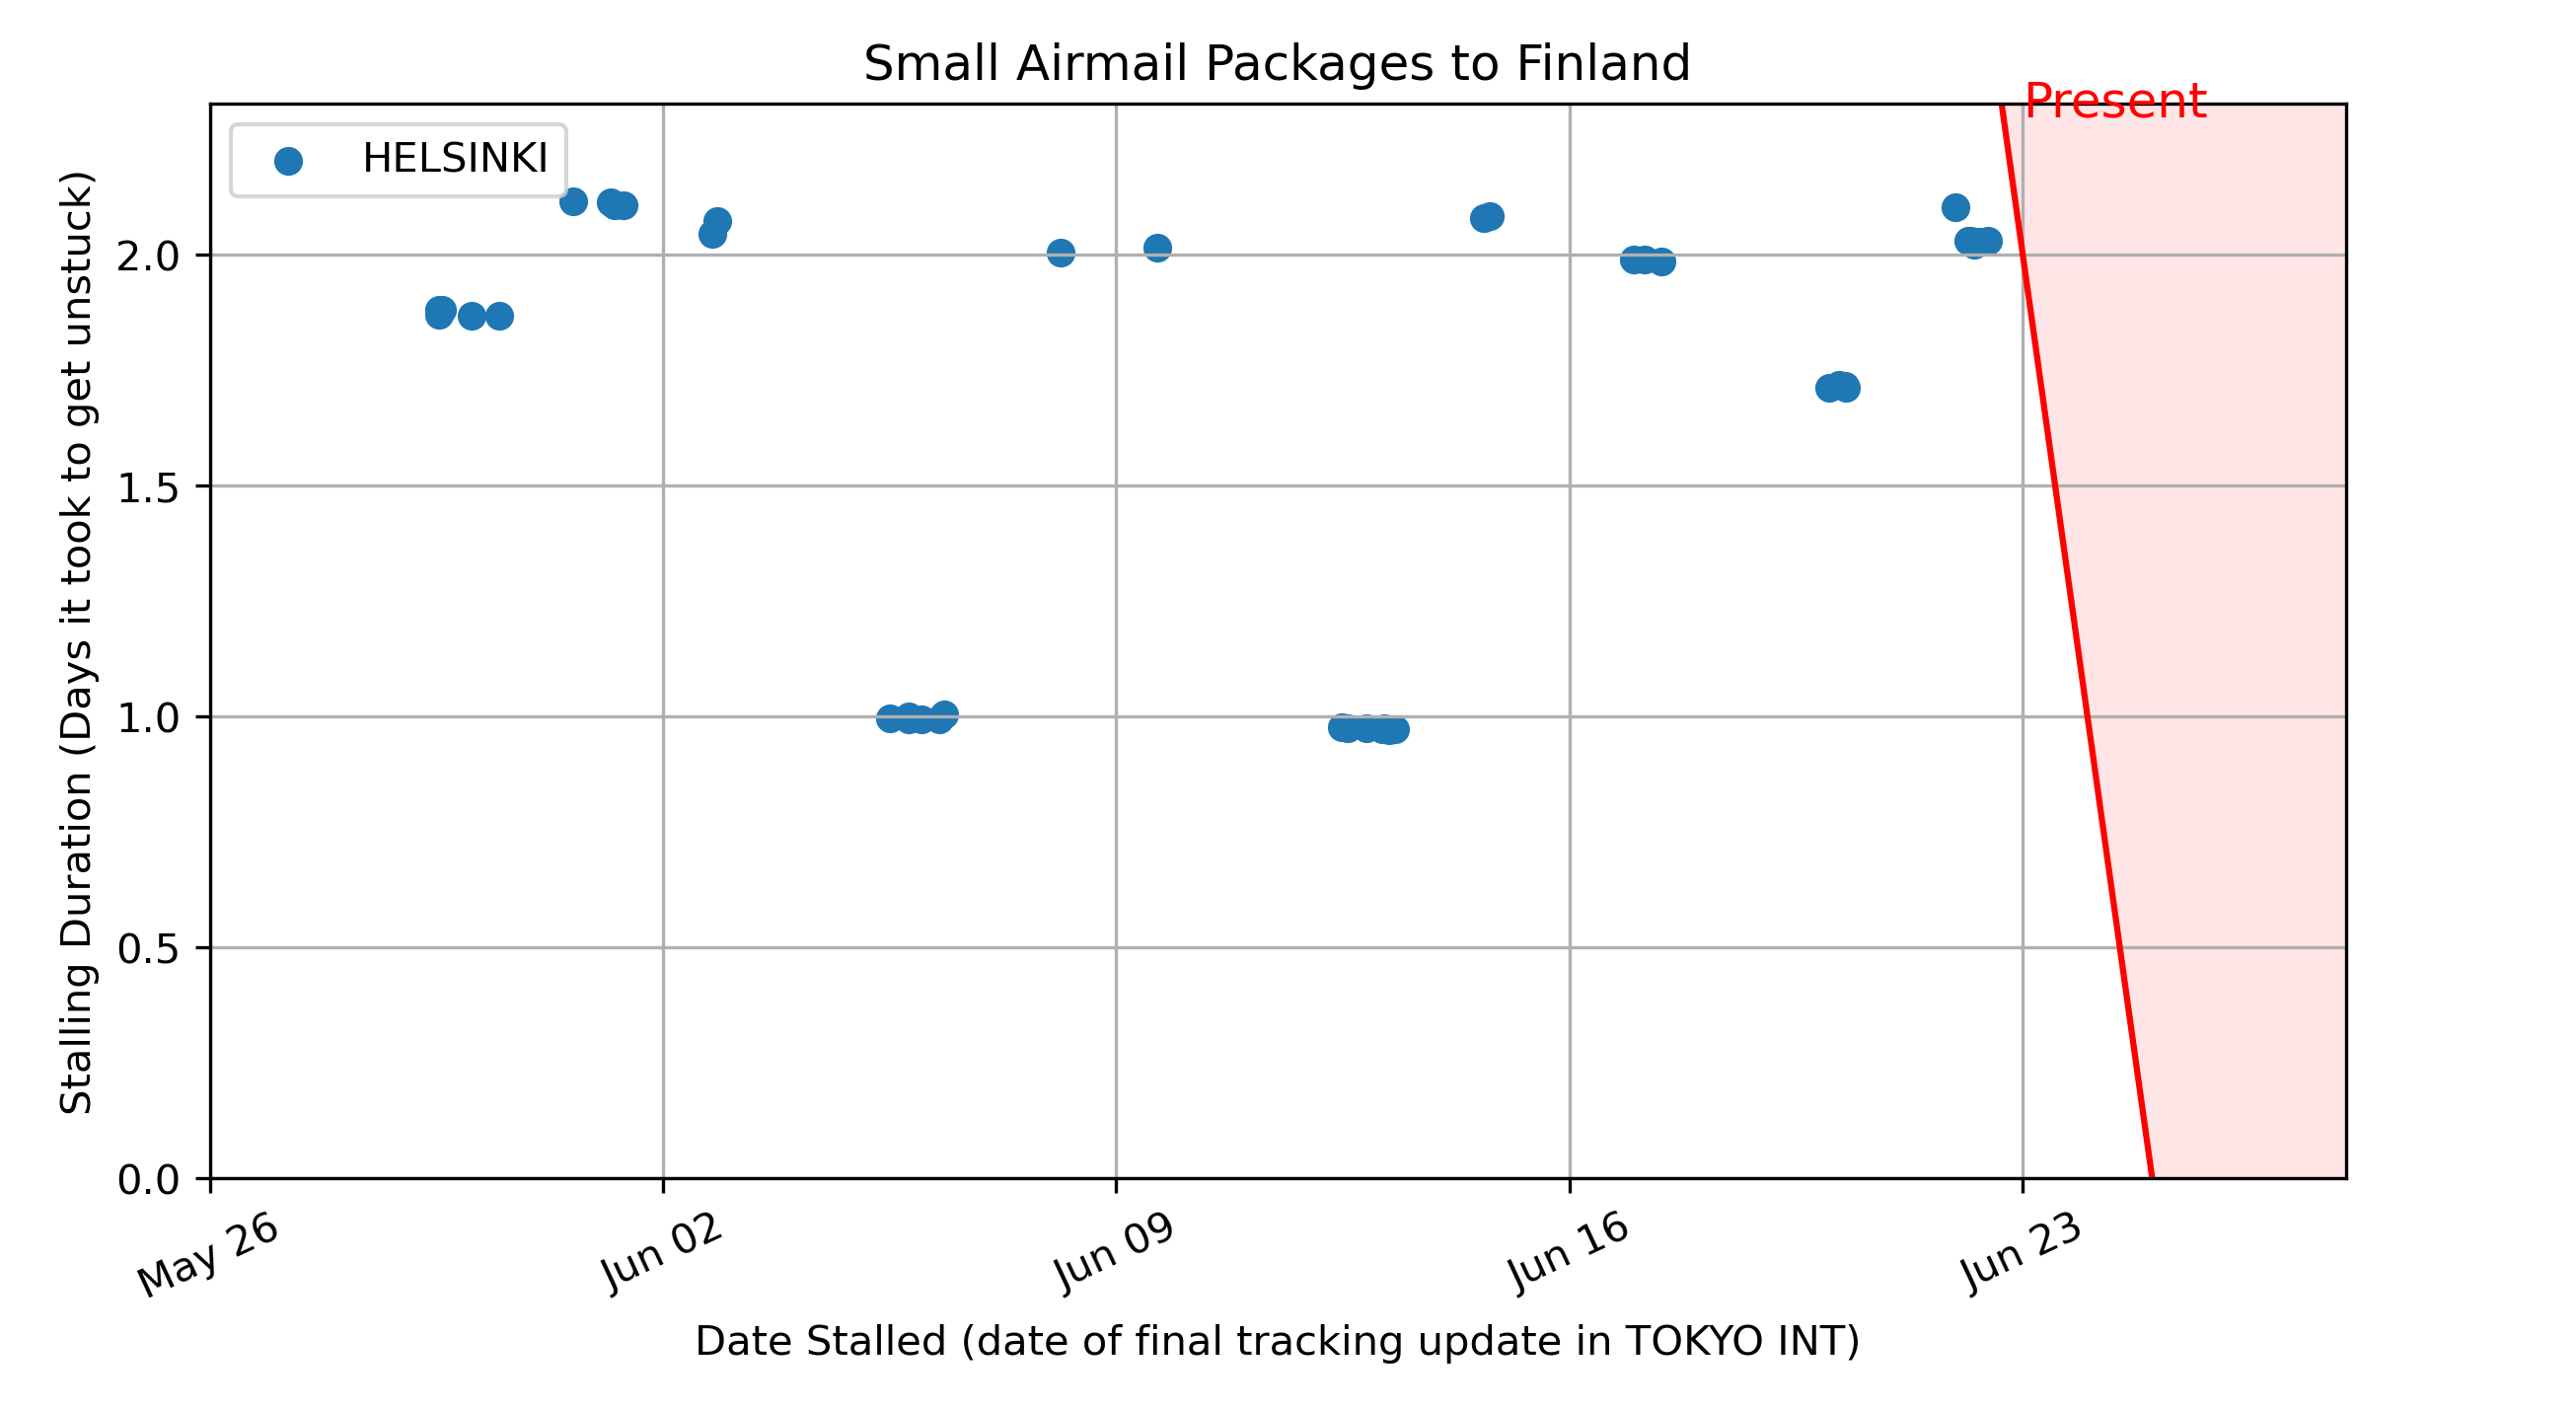 Small Airmail Packages to Finland
Present
HELSINKI
Stalling Duration (Days it took to get unstuck)
2.0
1.5
1.0
0.5
0.0
May 26
Jun 02
Jun 09
Jun 16
Jun 23
Date Stalled (date of final tracking update in TOKYO INT)